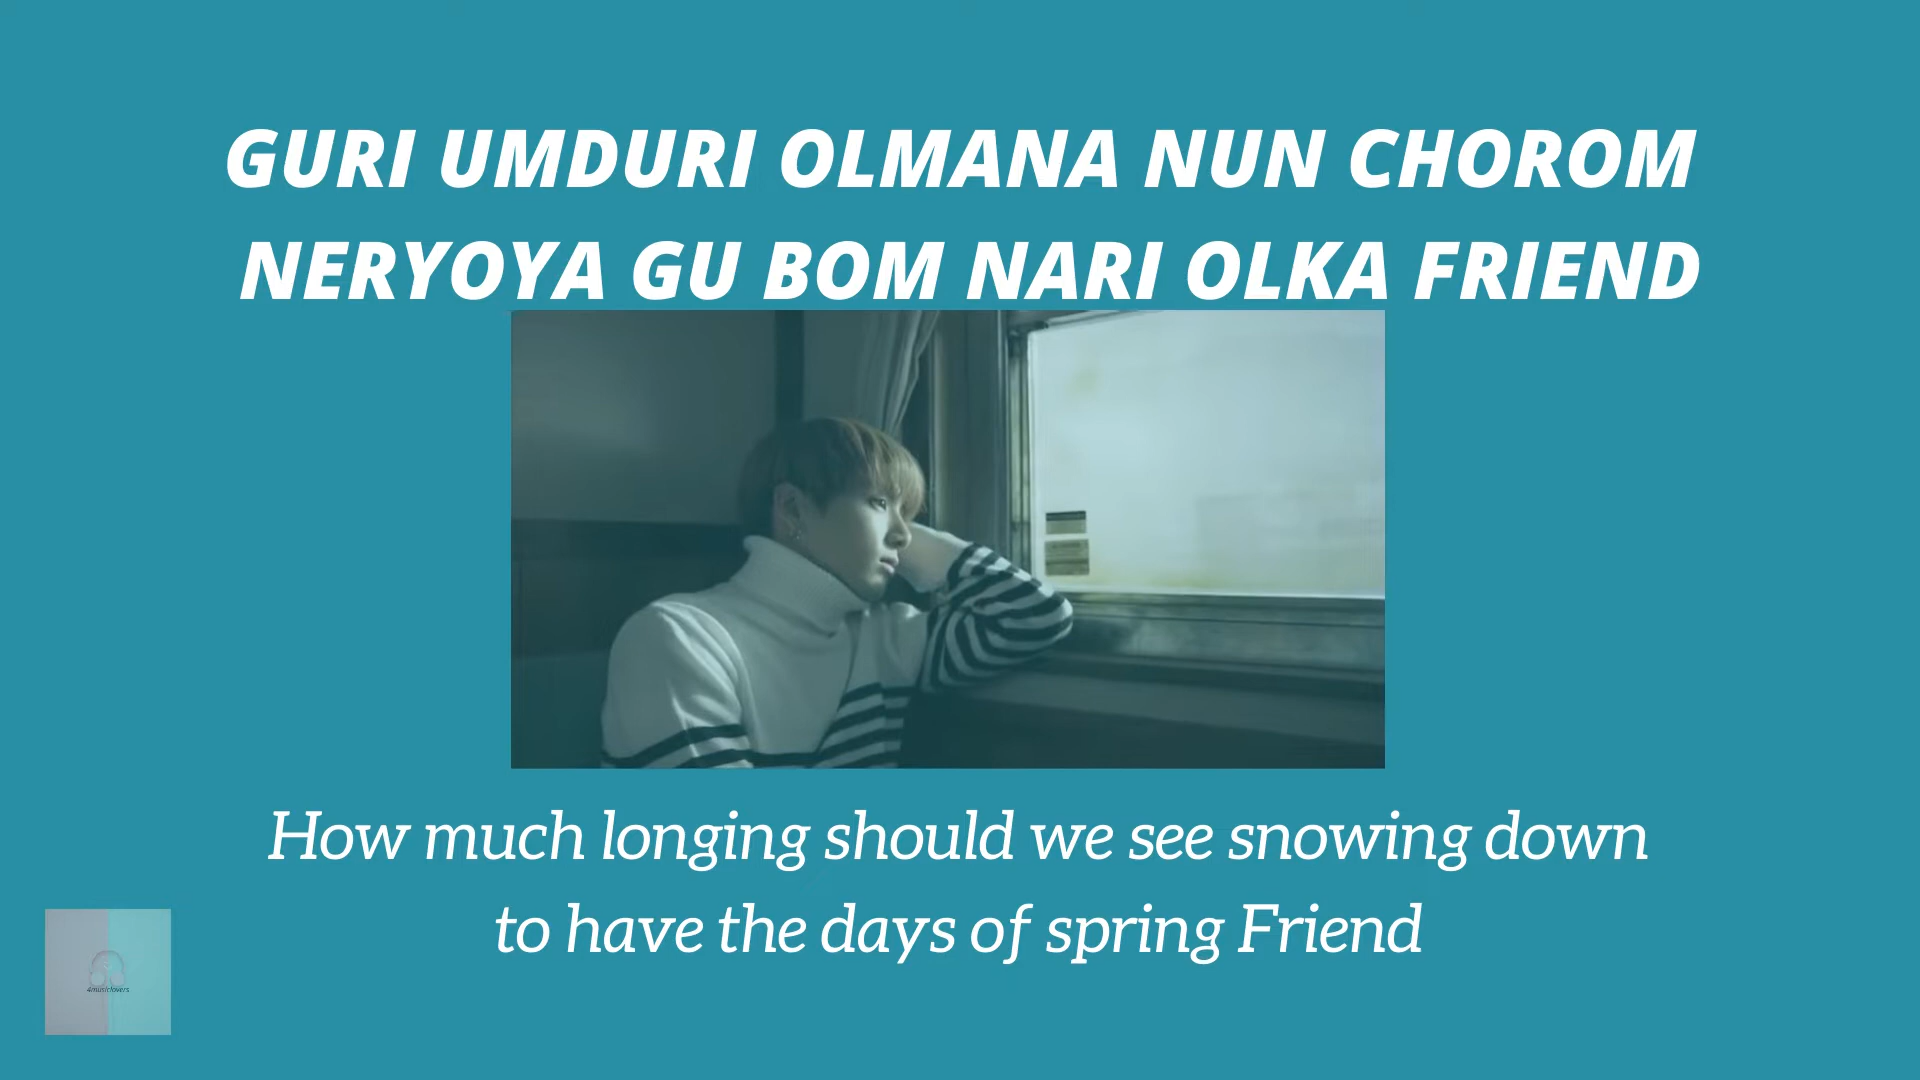 GURI UMDURI OLMANA NUN CHOROM
NERYOYA GU BOM NARI OLKA FRIEND
How much longing should we see snowing down
to have the days of spring Friend
4musiclovers